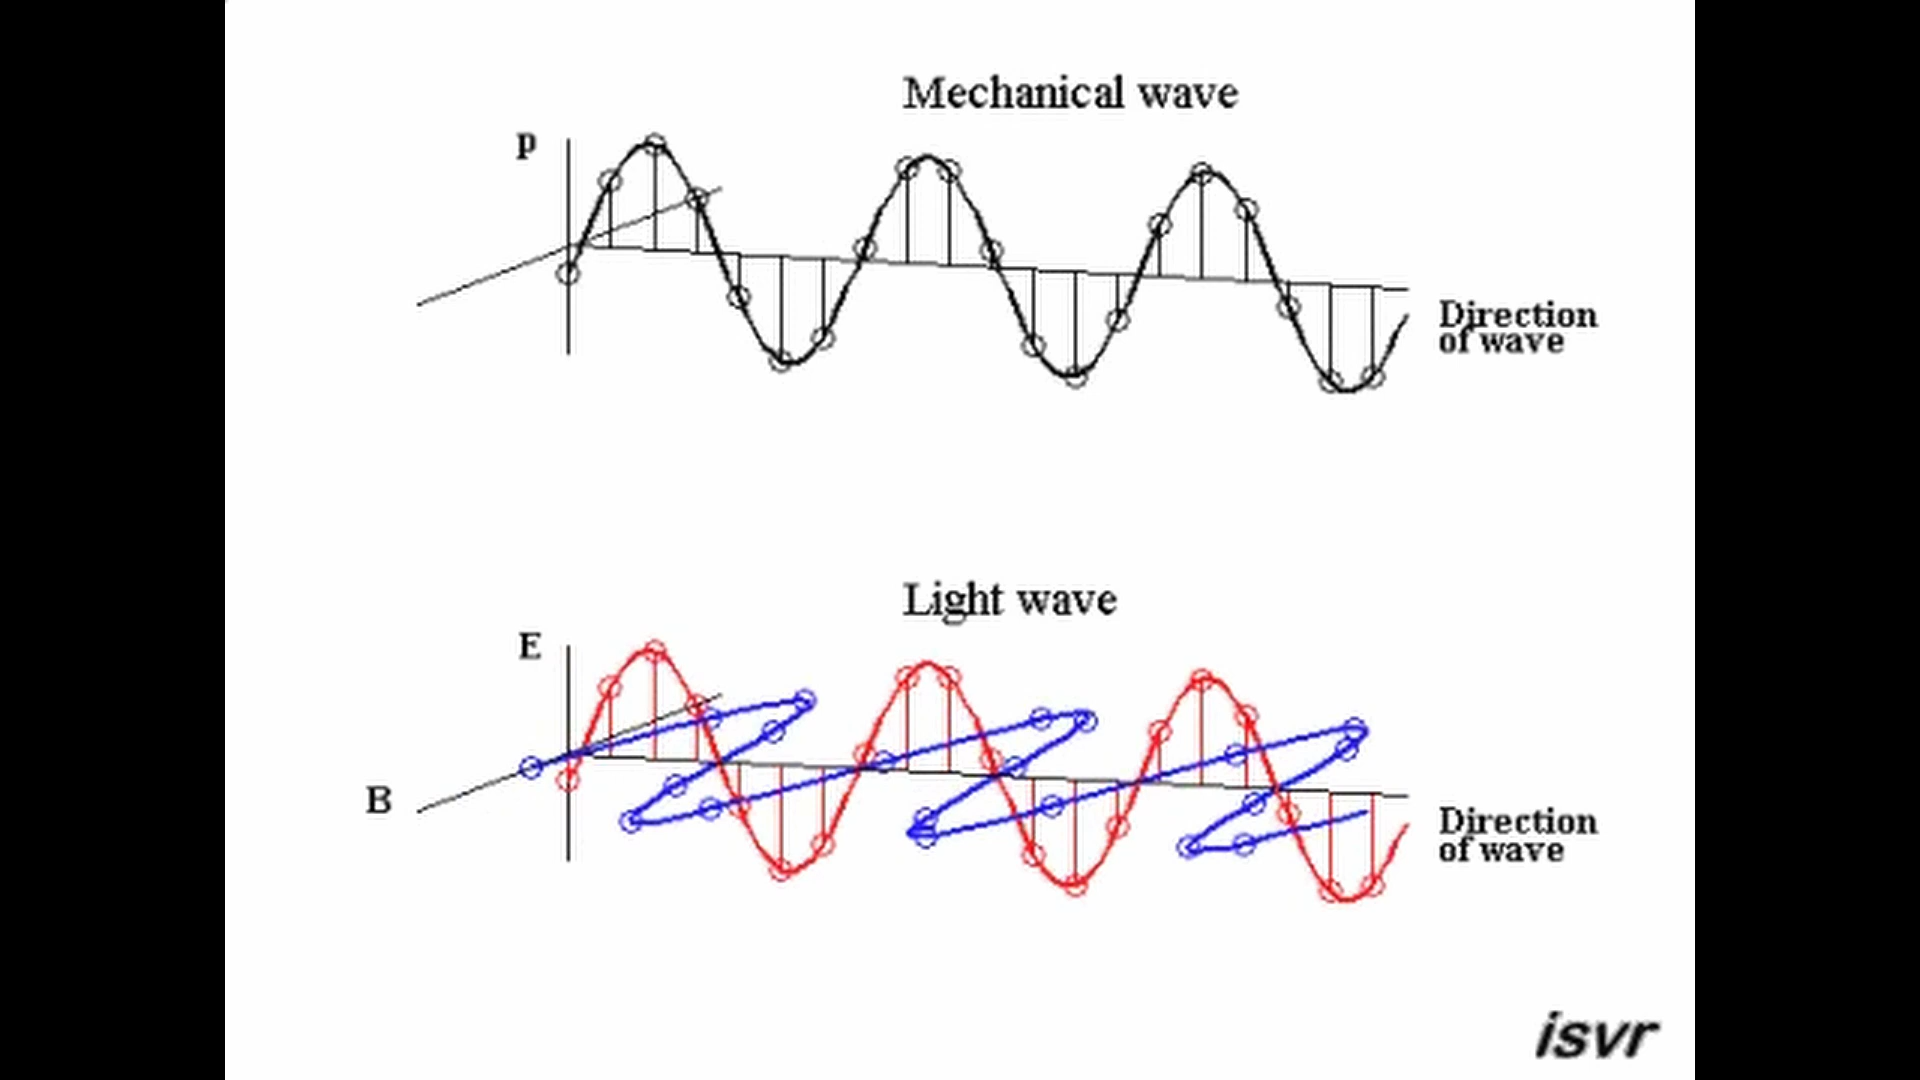 Mechanical wave
p
Direction
of wave
Light wave
E
B
Direction
of wave
isvr